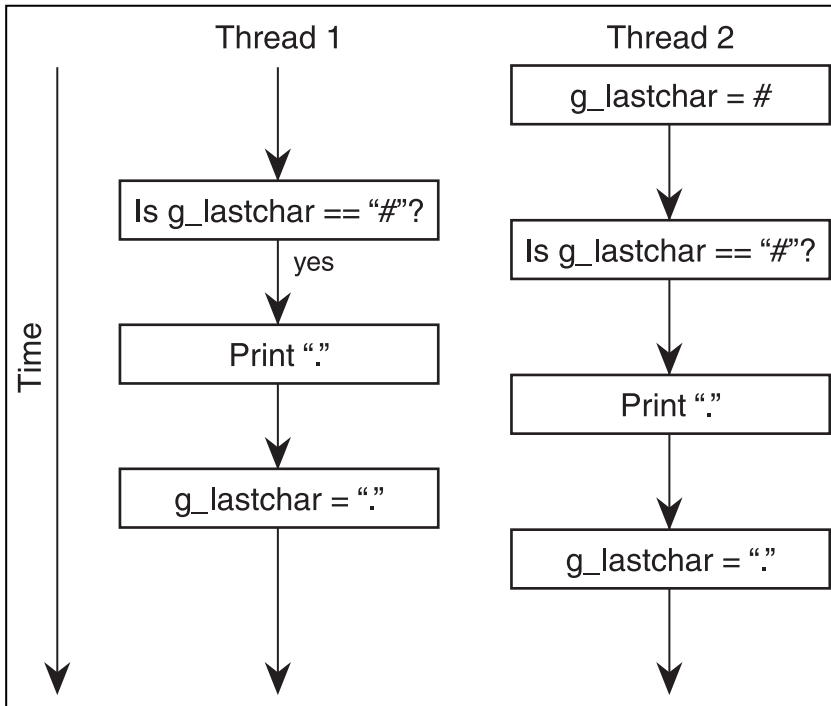 Time
Thread 1
Is g_lastchar == “#”?
yes
Print “.”
g_lastchar = “.”
Thread 2
g_lastchar = #
Is g_lastchar == “#”?
Print “.”
g_lastchar = “.”